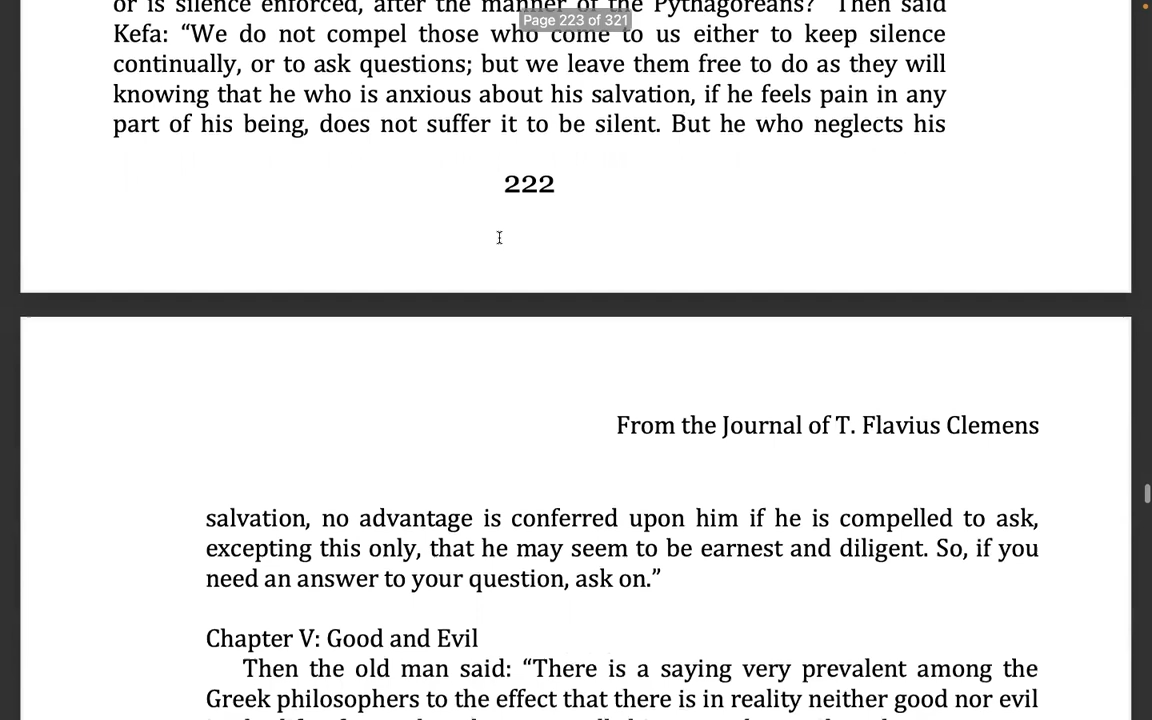 or is silence enforced, after the manner of the Pythagoreans?” Then said
Page 223 of 321
Kefa: “We do not compel those who come to us either to keep silence
continually, or to ask questions; but we leave them free to do as they will
knowing that he who is anxious about his salvation, if he feels pain in any
part of his being, does not suffer it to be silent. But he who neglects his
222
From the Journal of T. Flavius Clemens
salvation, no advantage is conferred upon him if he is compelled to ask,
excepting this only, that he may seem to be earnest and diligent. So, if you
need an answer to your question, ask on.”
Chapter V: Good and Evil
Then the old man said: “There is a saying very prevalent among the
Greek philosophers to the effect that there is in reality neither good nor evil